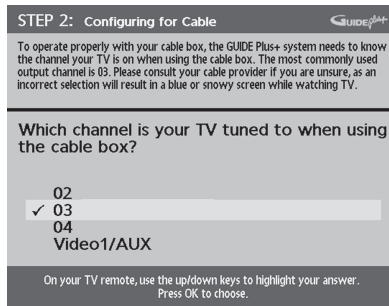 STEP 2: Configuring for Cable
GUIDE plus+
To operate properly with your cable box, the GUIDE Plus+ system needs to know
the channel your TV is on when using the cable box. The most commonly used
output channel is 03. Please consult your cable provider if you are unsure, as an
incorrect selection will result in a blue or snowy screen while watching TV.
Which channel is your TV tuned to when using
the cable box?
02
✓ 03
04
Video1/AUX
On your TV remote, use the up/down keys to highlight your answer.
Press OK to choose.